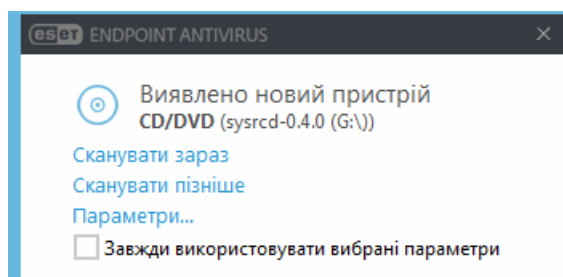 eset ENDPOINT ANTIVIRUS
Виявлено новий пристрій
CD/DVD (sysrcd-0.4.0 (G:\))
Сканувати зараз
Сканувати пізніше
Параметри...
Завжди використовувати вибрані параметри